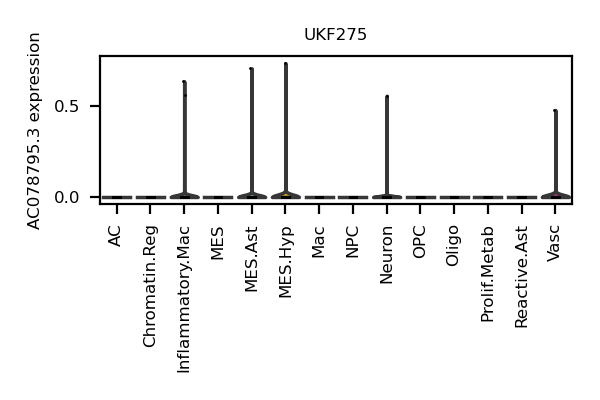 UKF275
AC078795.3 expression
0.5
0.0
AC
Chromatin.Reg
Inflammatory.Mac
MES
MES.Ast
MES.Hyp
Mac
NPC
Neuron
OPC
Oligo
Prolif.Metab
Reactive.Ast
Vasc